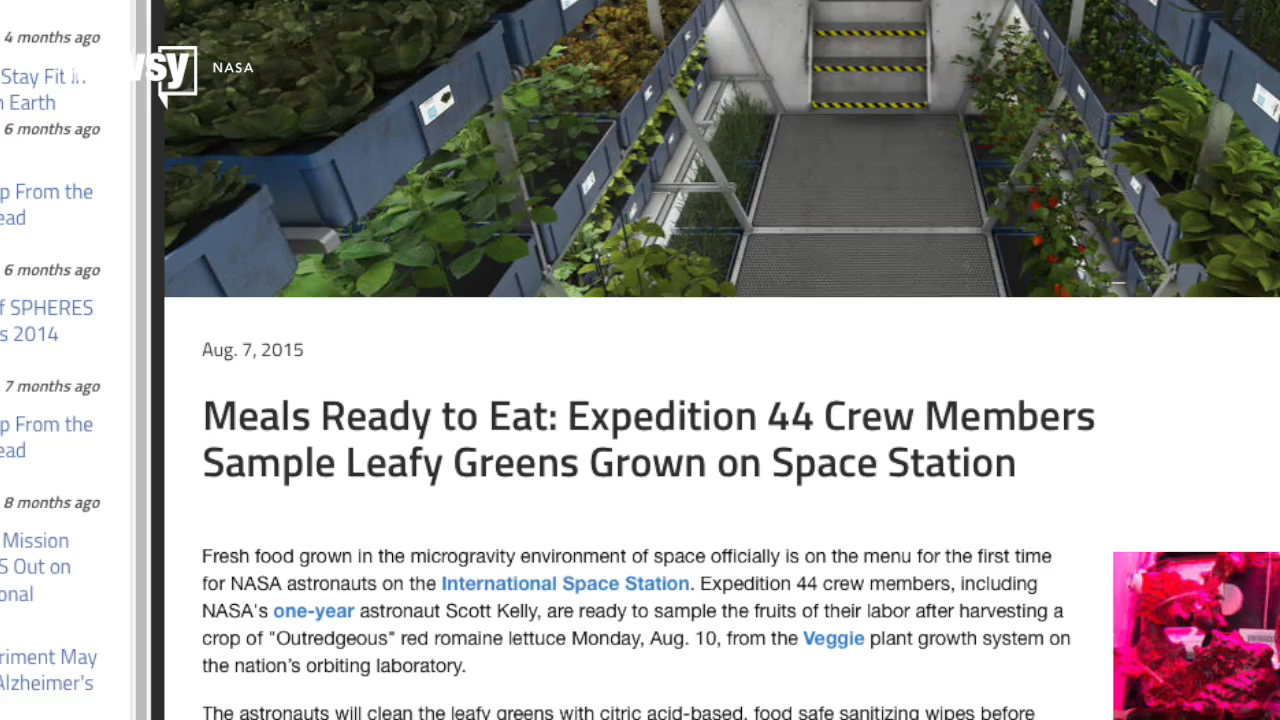 4 months ago
Stay Fit in
n Earth
6 months ago
p From the
ead
6 months ago
f SPHERES
s 2014
7 months ago
p From the
ead
8 months ago
Mission
S Out on
onal
riment May
Alzheimer's
wsy
NASA
Aug. 7, 2015
Meals Ready to Eat: Expedition 44 Crew Members
Sample Leafy Greens Grown on Space Station
Fresh food grown in the microgravity environment of space officially is on the menu for the first time
for NASA astronauts on the International Space Station. Expedition 44 crew members, including
NASA's one-year astronaut Scott Kelly, are ready to sample the fruits of their labor after harvesting a
crop of "Outredgeous" red romaine lettuce Monday, Aug. 10, from the Veggie plant growth system on
the nation's orbiting laboratory.
The astronauts will clean the leafy greens with citric acid-based, food safe sanitizing wipes before